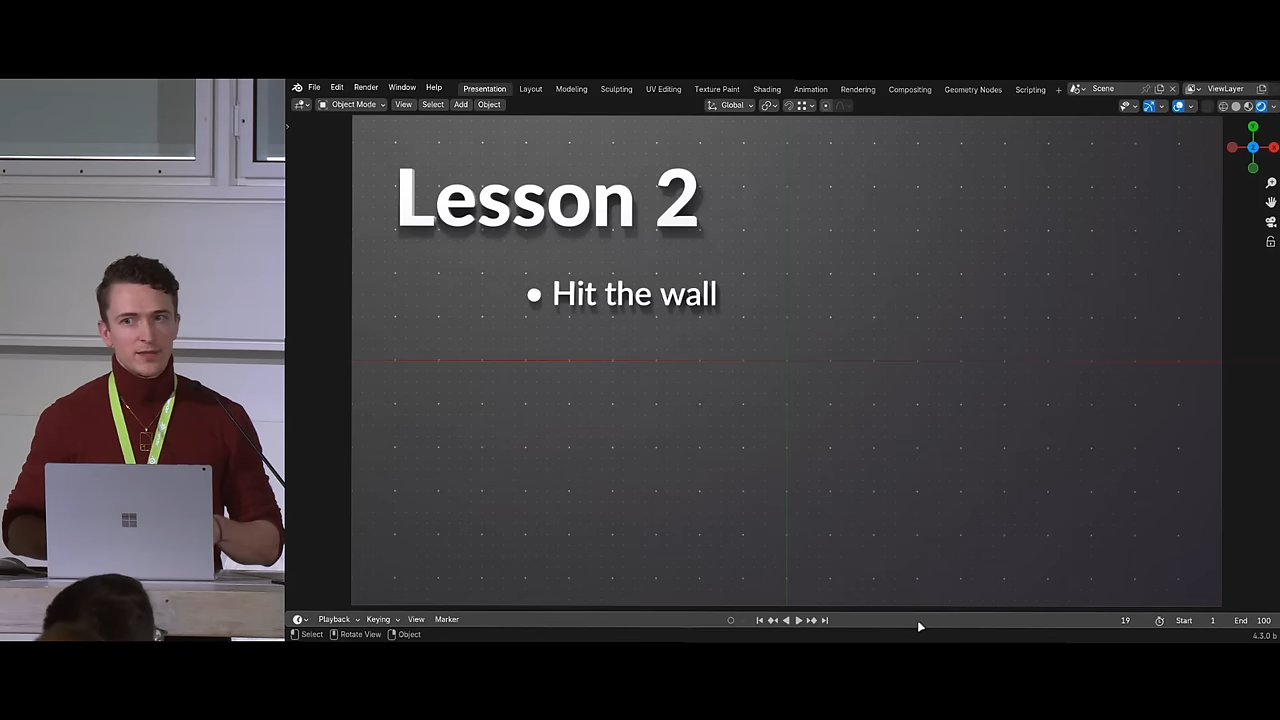 File Edit Render Window Help Presentation Layout Modeling Sculpting UV Editing Texture Paint Shading Animation Rendering Compositing Geometry Nodes Scripting + Scene ViewLayer
Object Mode View Select Add Object Global
Y
Z
X
Lesson 2
• Hit the wall
Playback Keying View Marker 19 Start 1 End 100
Select Rotate View Object 4.3.0 b